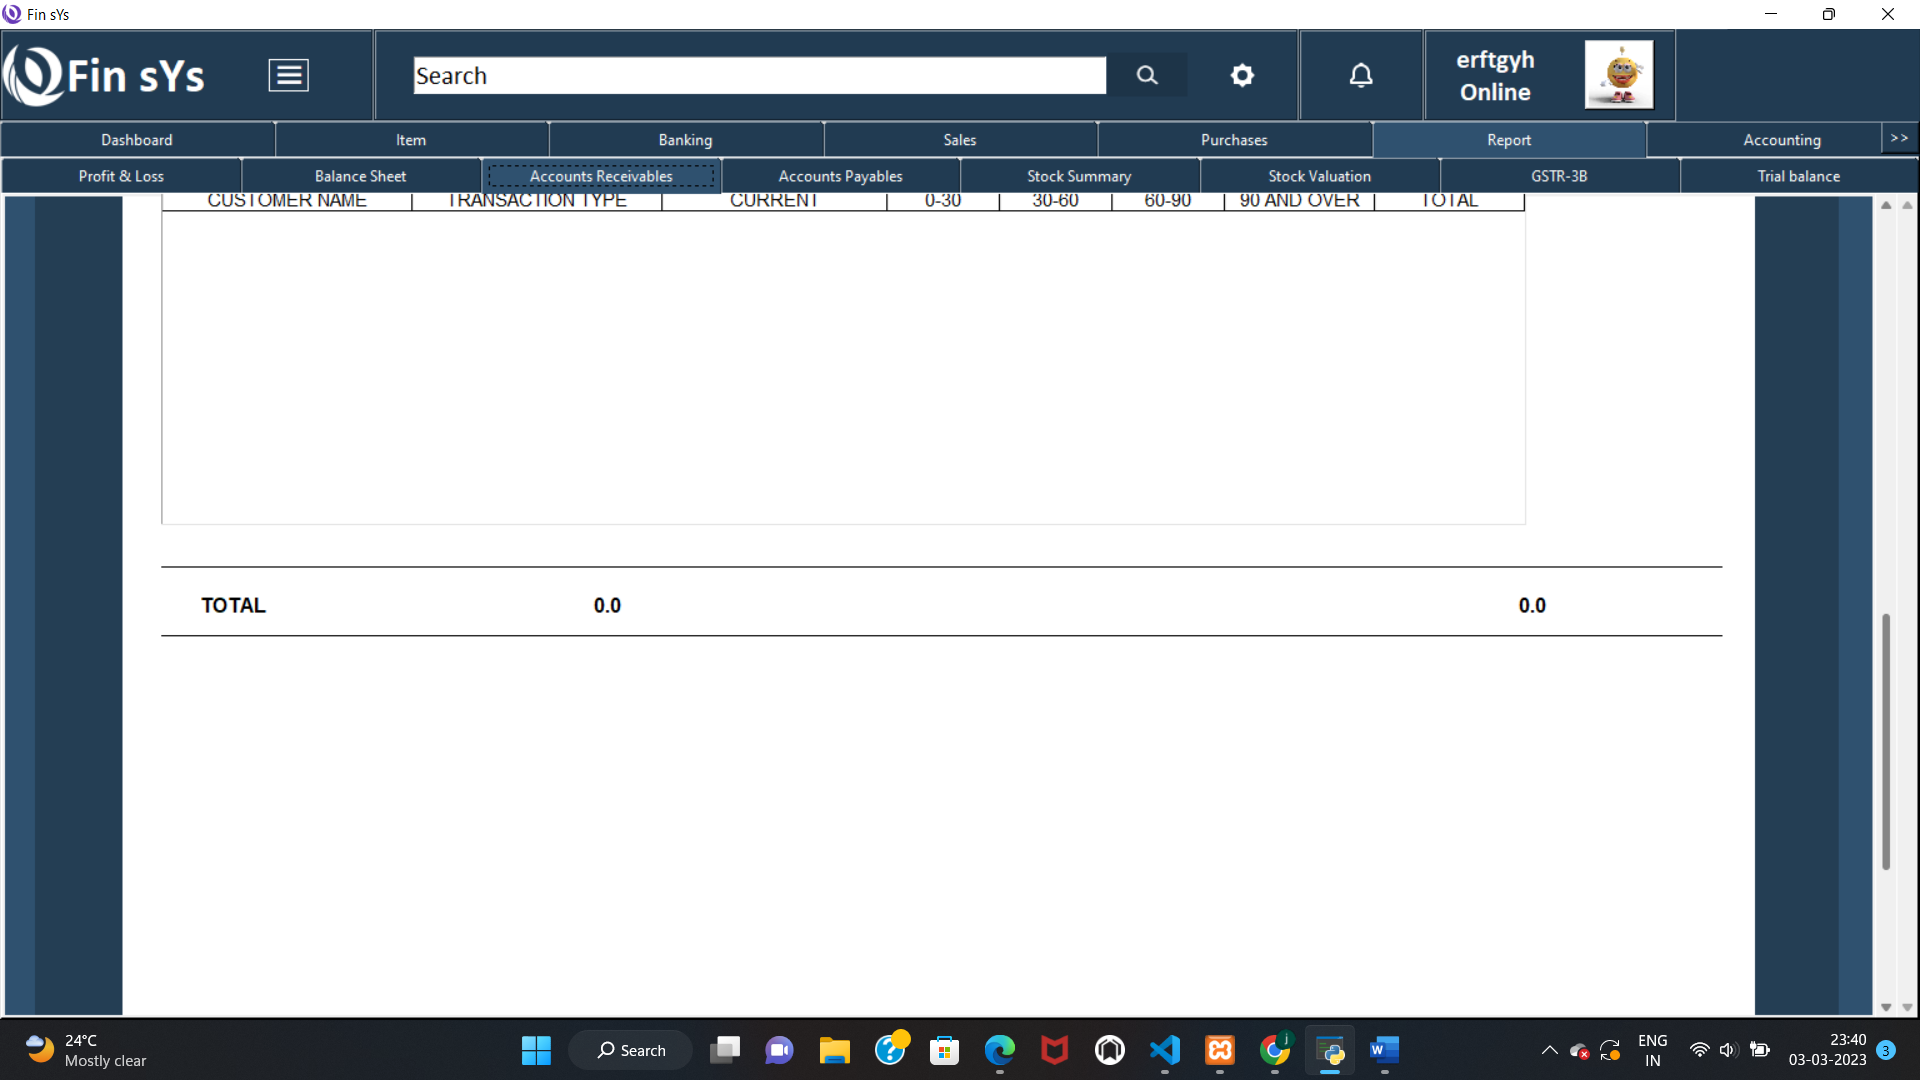 Fin sYs
Fin sYs
Search
erftgyh
Online
Dashboard Item Banking Sales Purchases Report Accounting >>
Profit & Loss Balance Sheet Accounts Receivables Accounts Payables Stock Summary Stock Valuation GSTR-3B Trial balance
CUSTOMER NAME TRANSACTION TYPE CURRENT 0-30 30-60 60-90 90 AND OVER TOTAL
TOTAL 0.0 0.0
24°C
Mostly clear
Search
j
W
ENG
IN
23:40
03-03-2023
3